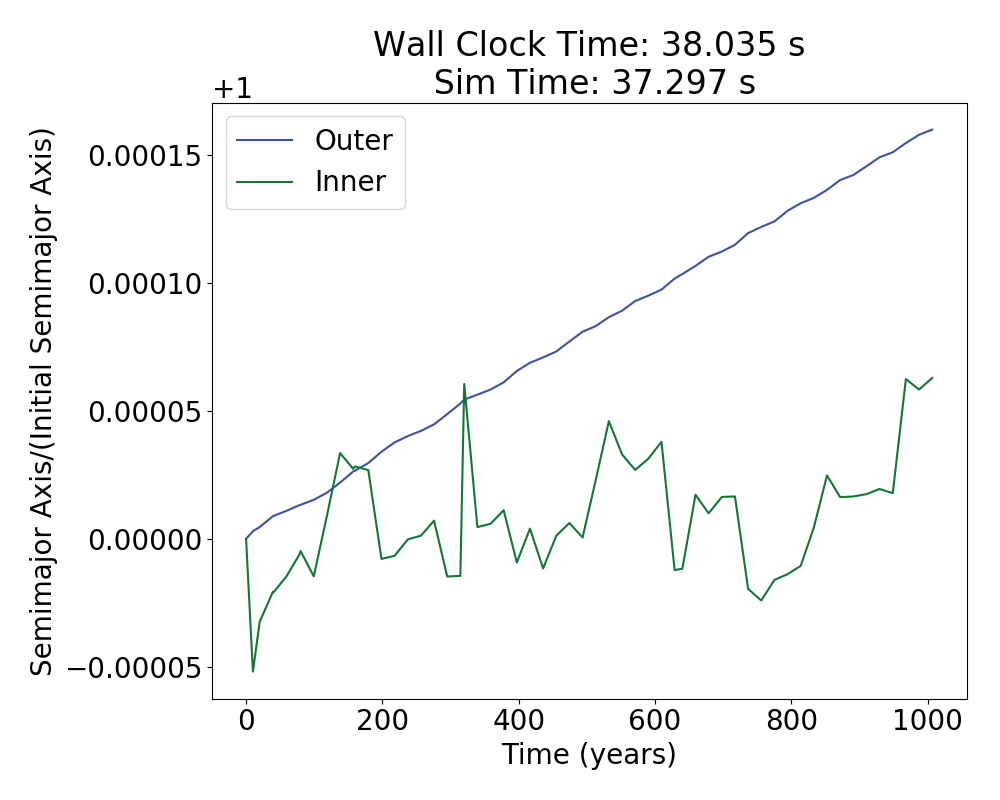 Wall Clock Time: 38.035 s
Sim Time: 37.297 s
+1
Outer
Inner
0.00015
0.00010
0.00005
0.00000
−0.00005
Semimajor Axis/(Initial Semimajor Axis)
0 200 400 600 800 1000
Time (years)